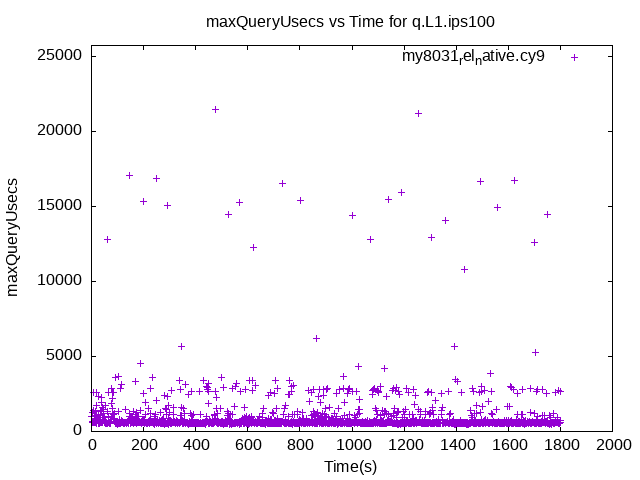 maxQueryUsecs vs Time for q.L1.ips100
my8031relnative.cy9
25000
20000
15000
10000
5000
0
maxQueryUsecs
0 200 400 600 800 1000 1200 1400 1600 1800 2000
Time(s)